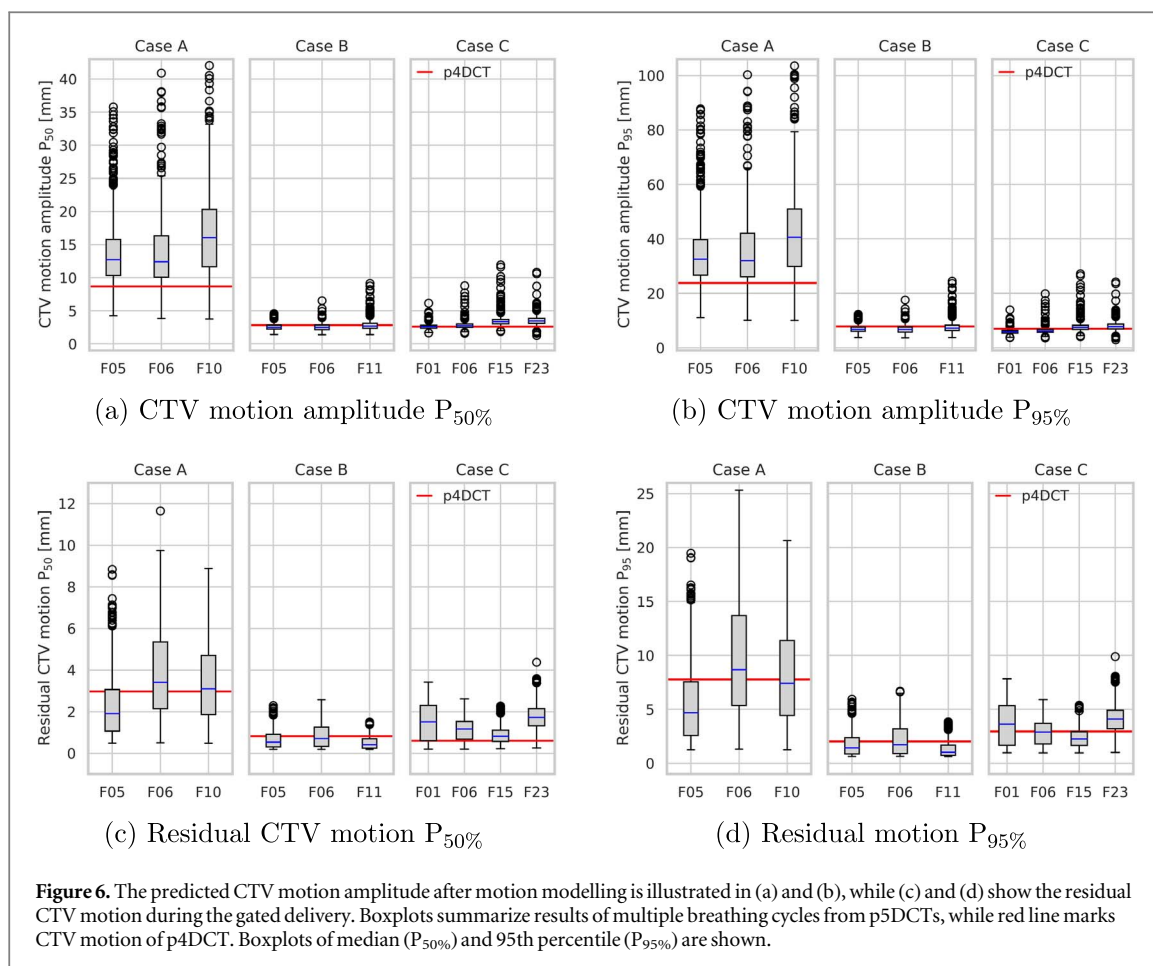 Case A
Case B
Case C
CTV motion amplitude P50 [mm]
40
35
30
25
20
15
10
5
0
p4DCT
F05 F06 F10 F05 F06 F11 F01 F06 F15 F23
(a) CTV motion amplitude P50%
Case A
Case B
Case C
CTV motion amplitude P95 [mm]
100
80
60
40
20
0
p4DCT
F05 F06 F10 F05 F06 F11 F01 F06 F15 F23
(b) CTV motion amplitude P95%
Case A
Case B
Case C
Residual CTV motion P50 [mm]
12
10
8
6
4
2
0
p4DCT
F05 F06 F10 F05 F06 F11 F01 F06 F15 F23
(c) Residual CTV motion P50%
Case A
Case B
Case C
Residual CTV motion P95 [mm]
25
20
15
10
5
0
p4DCT
F05 F06 F10 F05 F06 F11 F01 F06 F15 F23
(d) Residual motion P95%
Figure 6. The predicted CTV motion amplitude after motion modelling is illustrated in (a) and (b), while (c) and (d) show the residual
CTV motion during the gated delivery. Boxplots summarize results of multiple breathing cycles from p5DCTs, while red line marks
CTV motion of p4DCT. Boxplots of median (P50%) and 95th percentile (P95%) are shown.